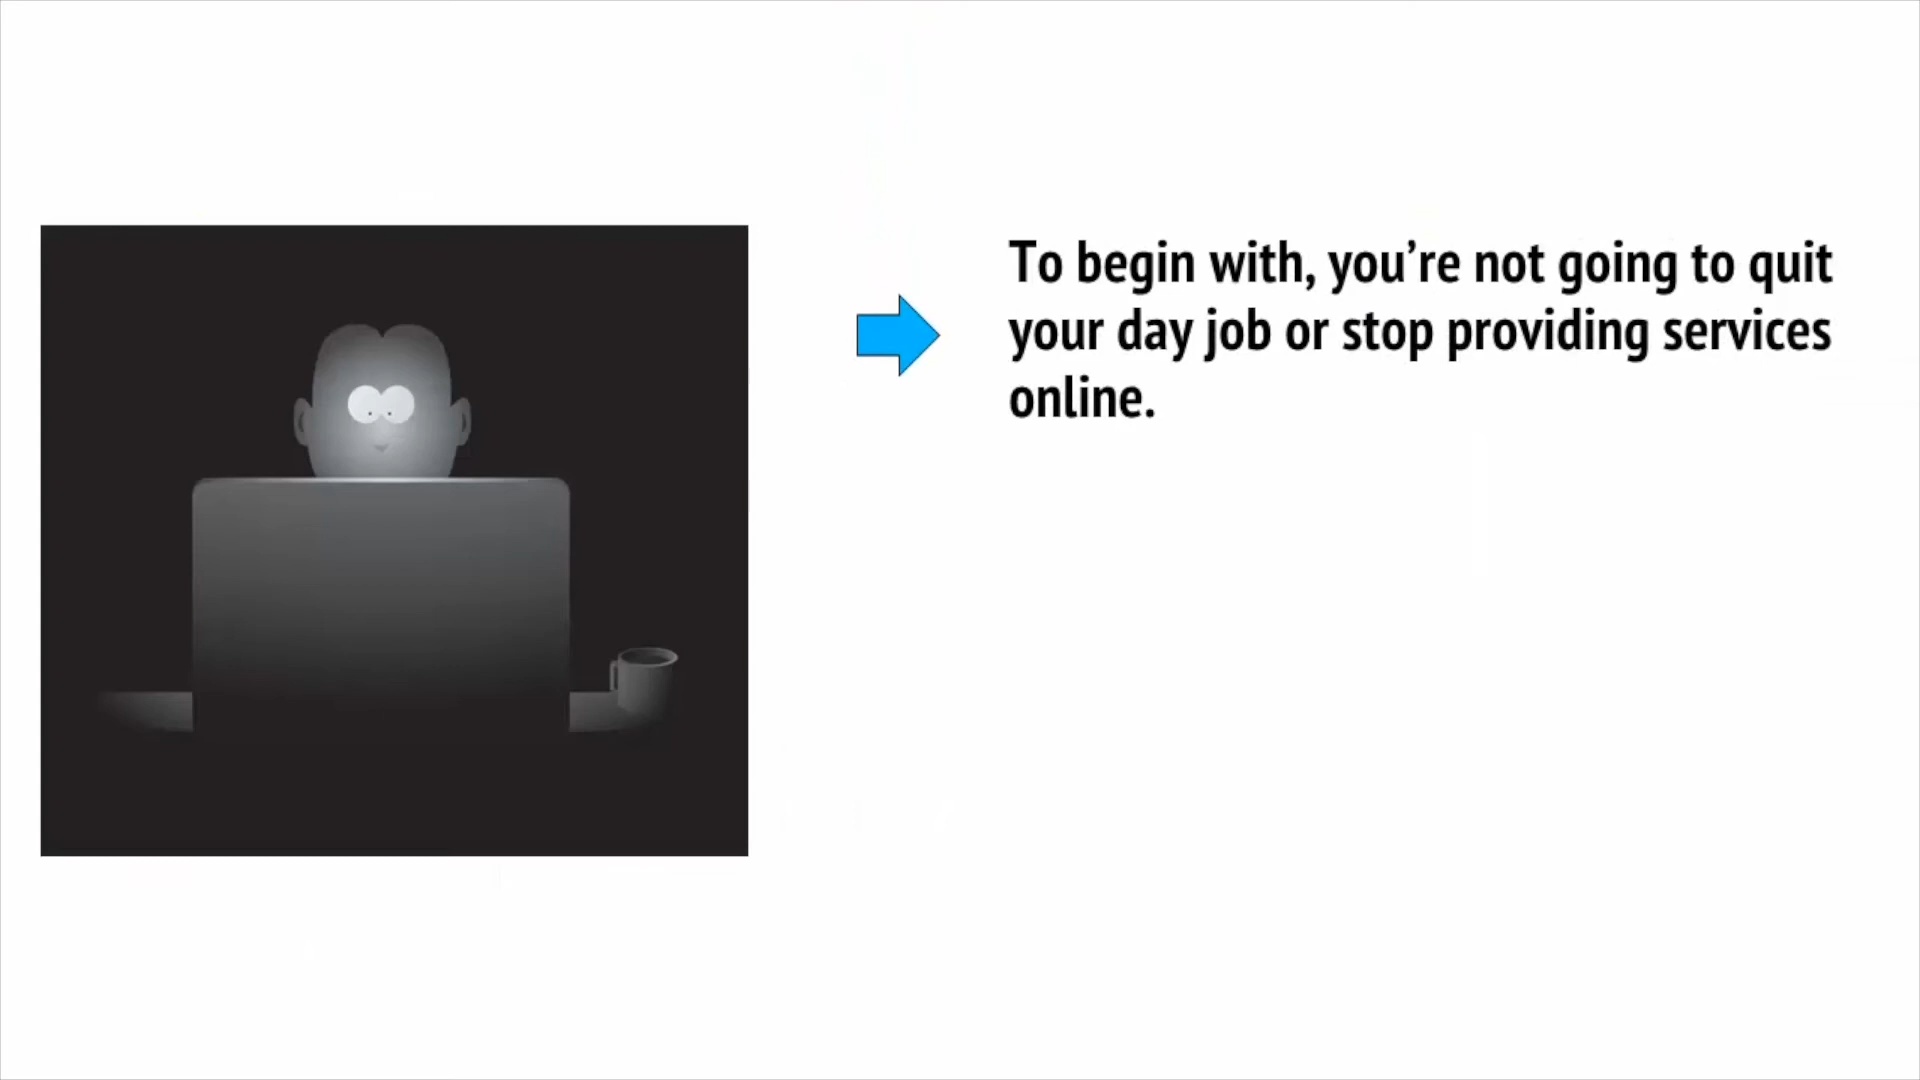 To begin with, you’re not going to quit
your day job or stop providing services
online.